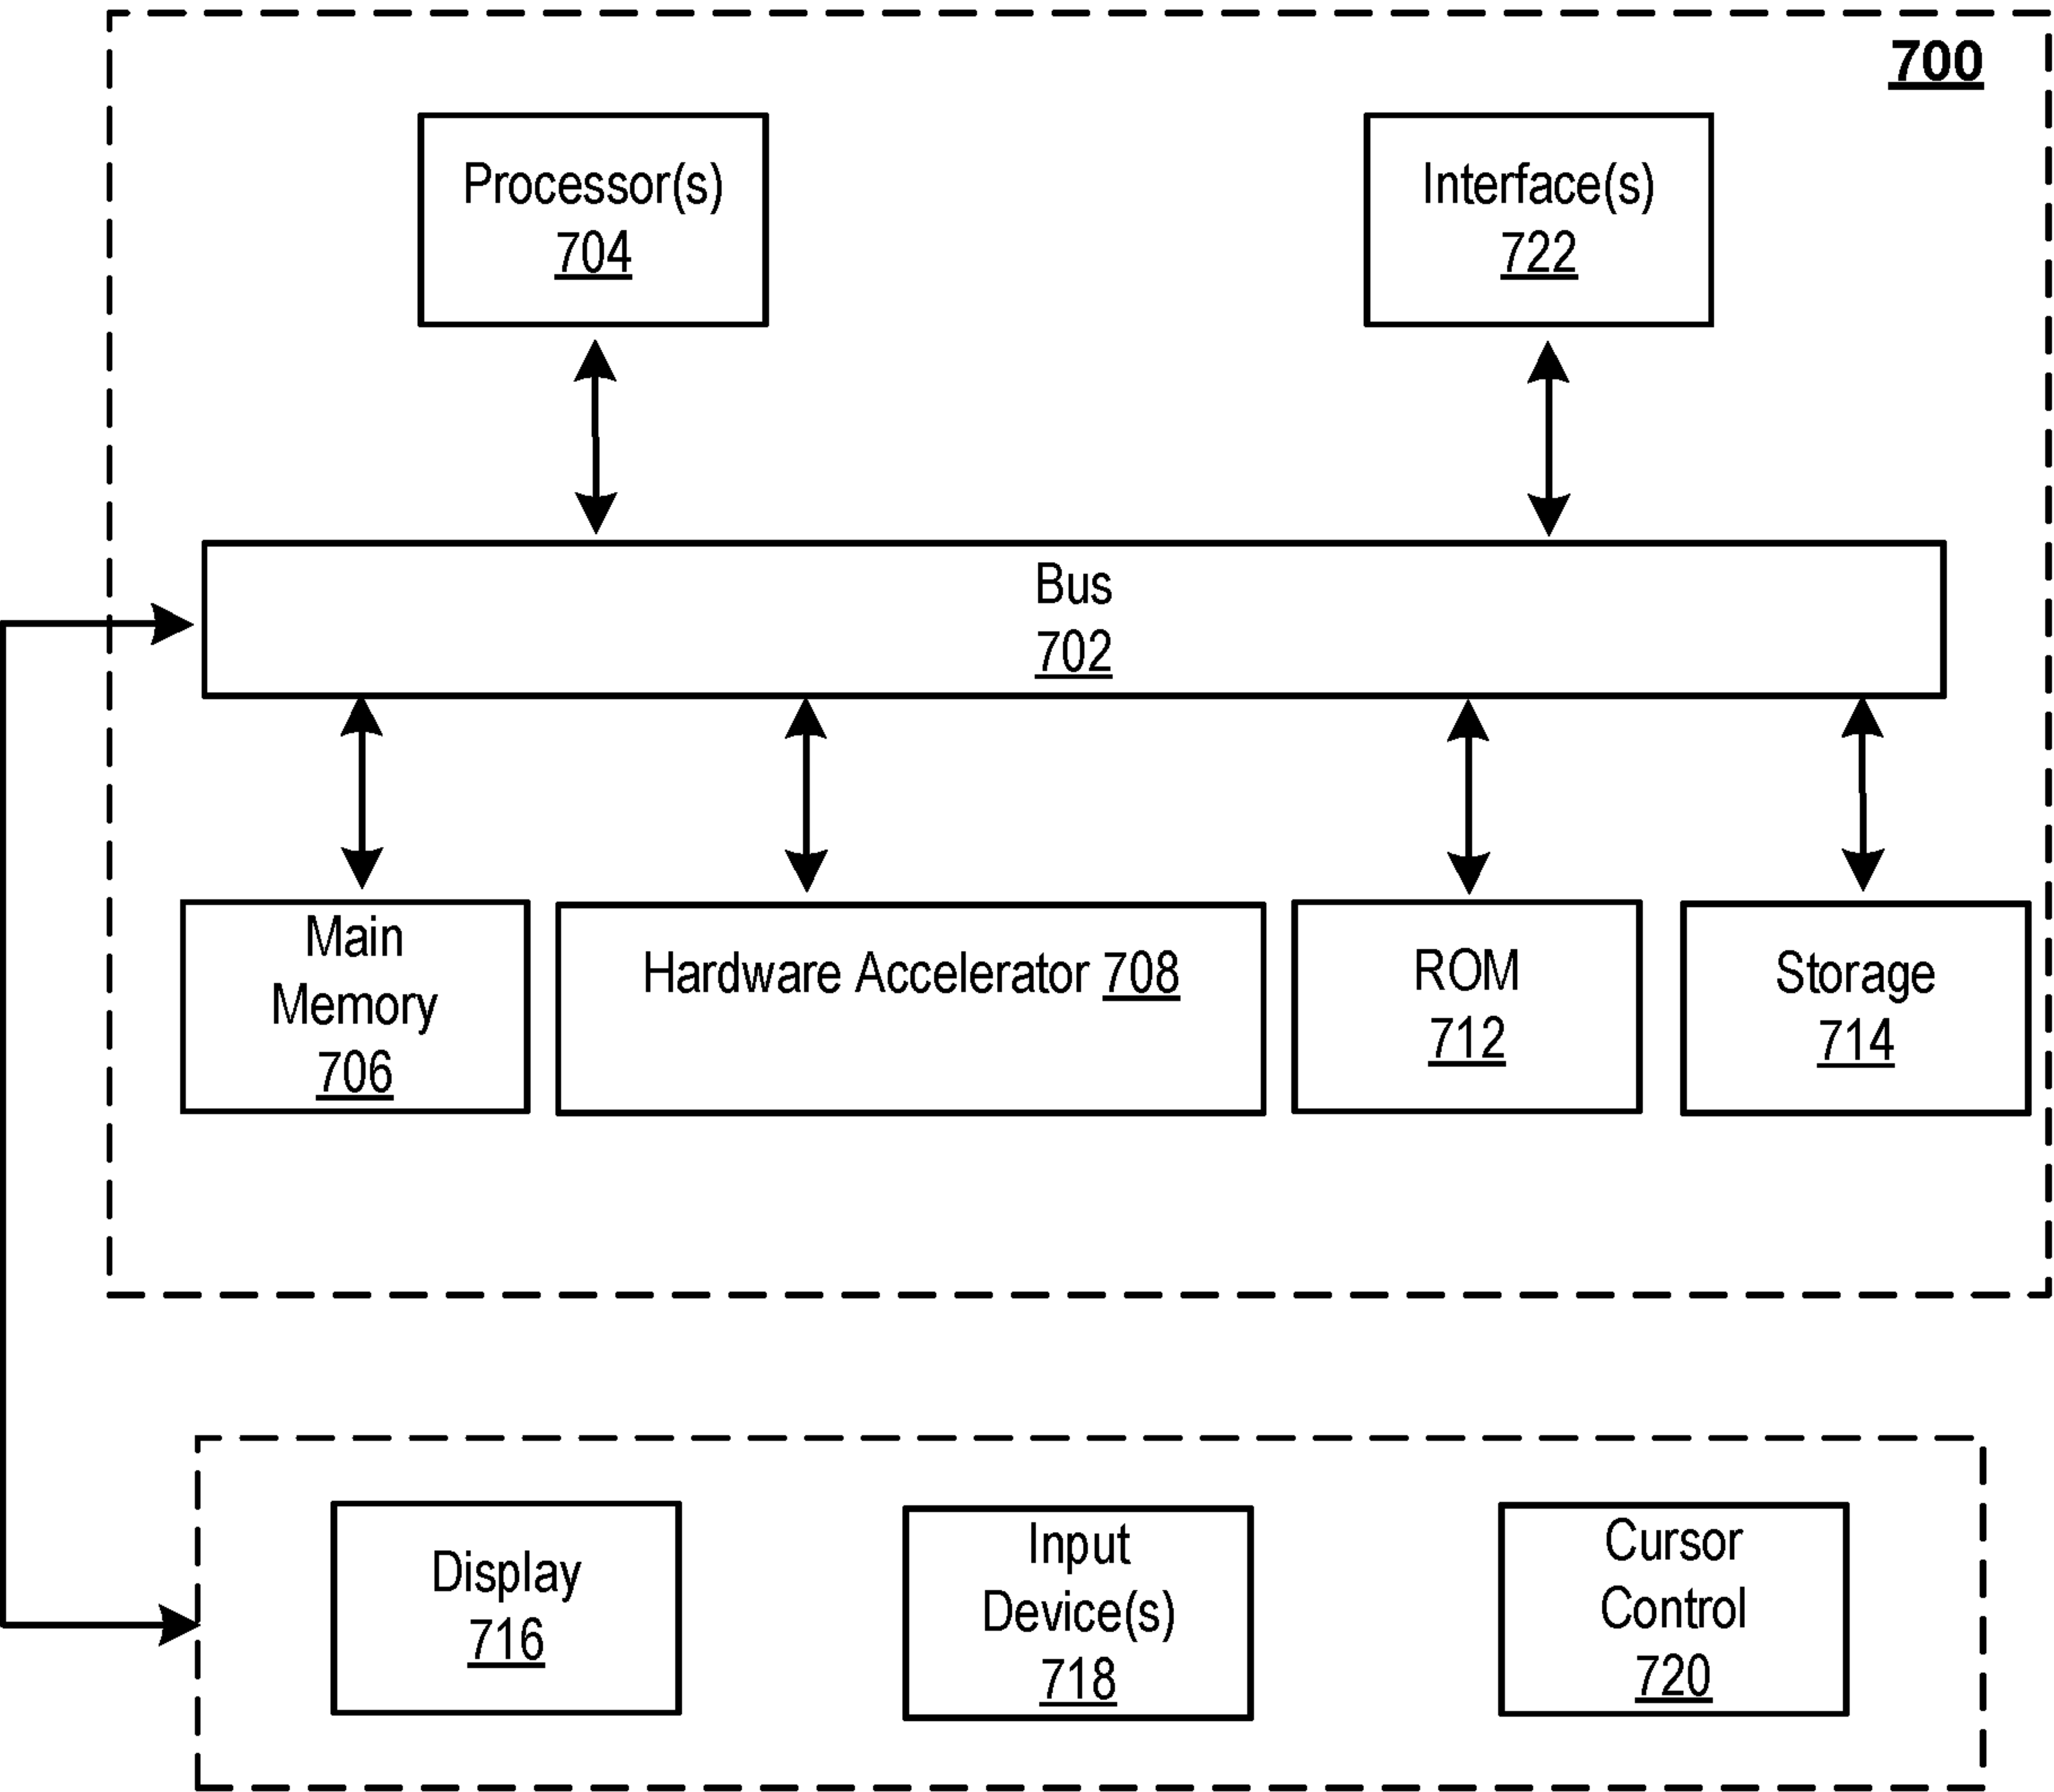 700
Processor(s)
704
Interface(s)
722
Bus
702
Main
Memory
706
Hardware Accelerator 708
ROM
712
Storage
714
Display
716
Input
Device(s)
718
Cursor
Control
720